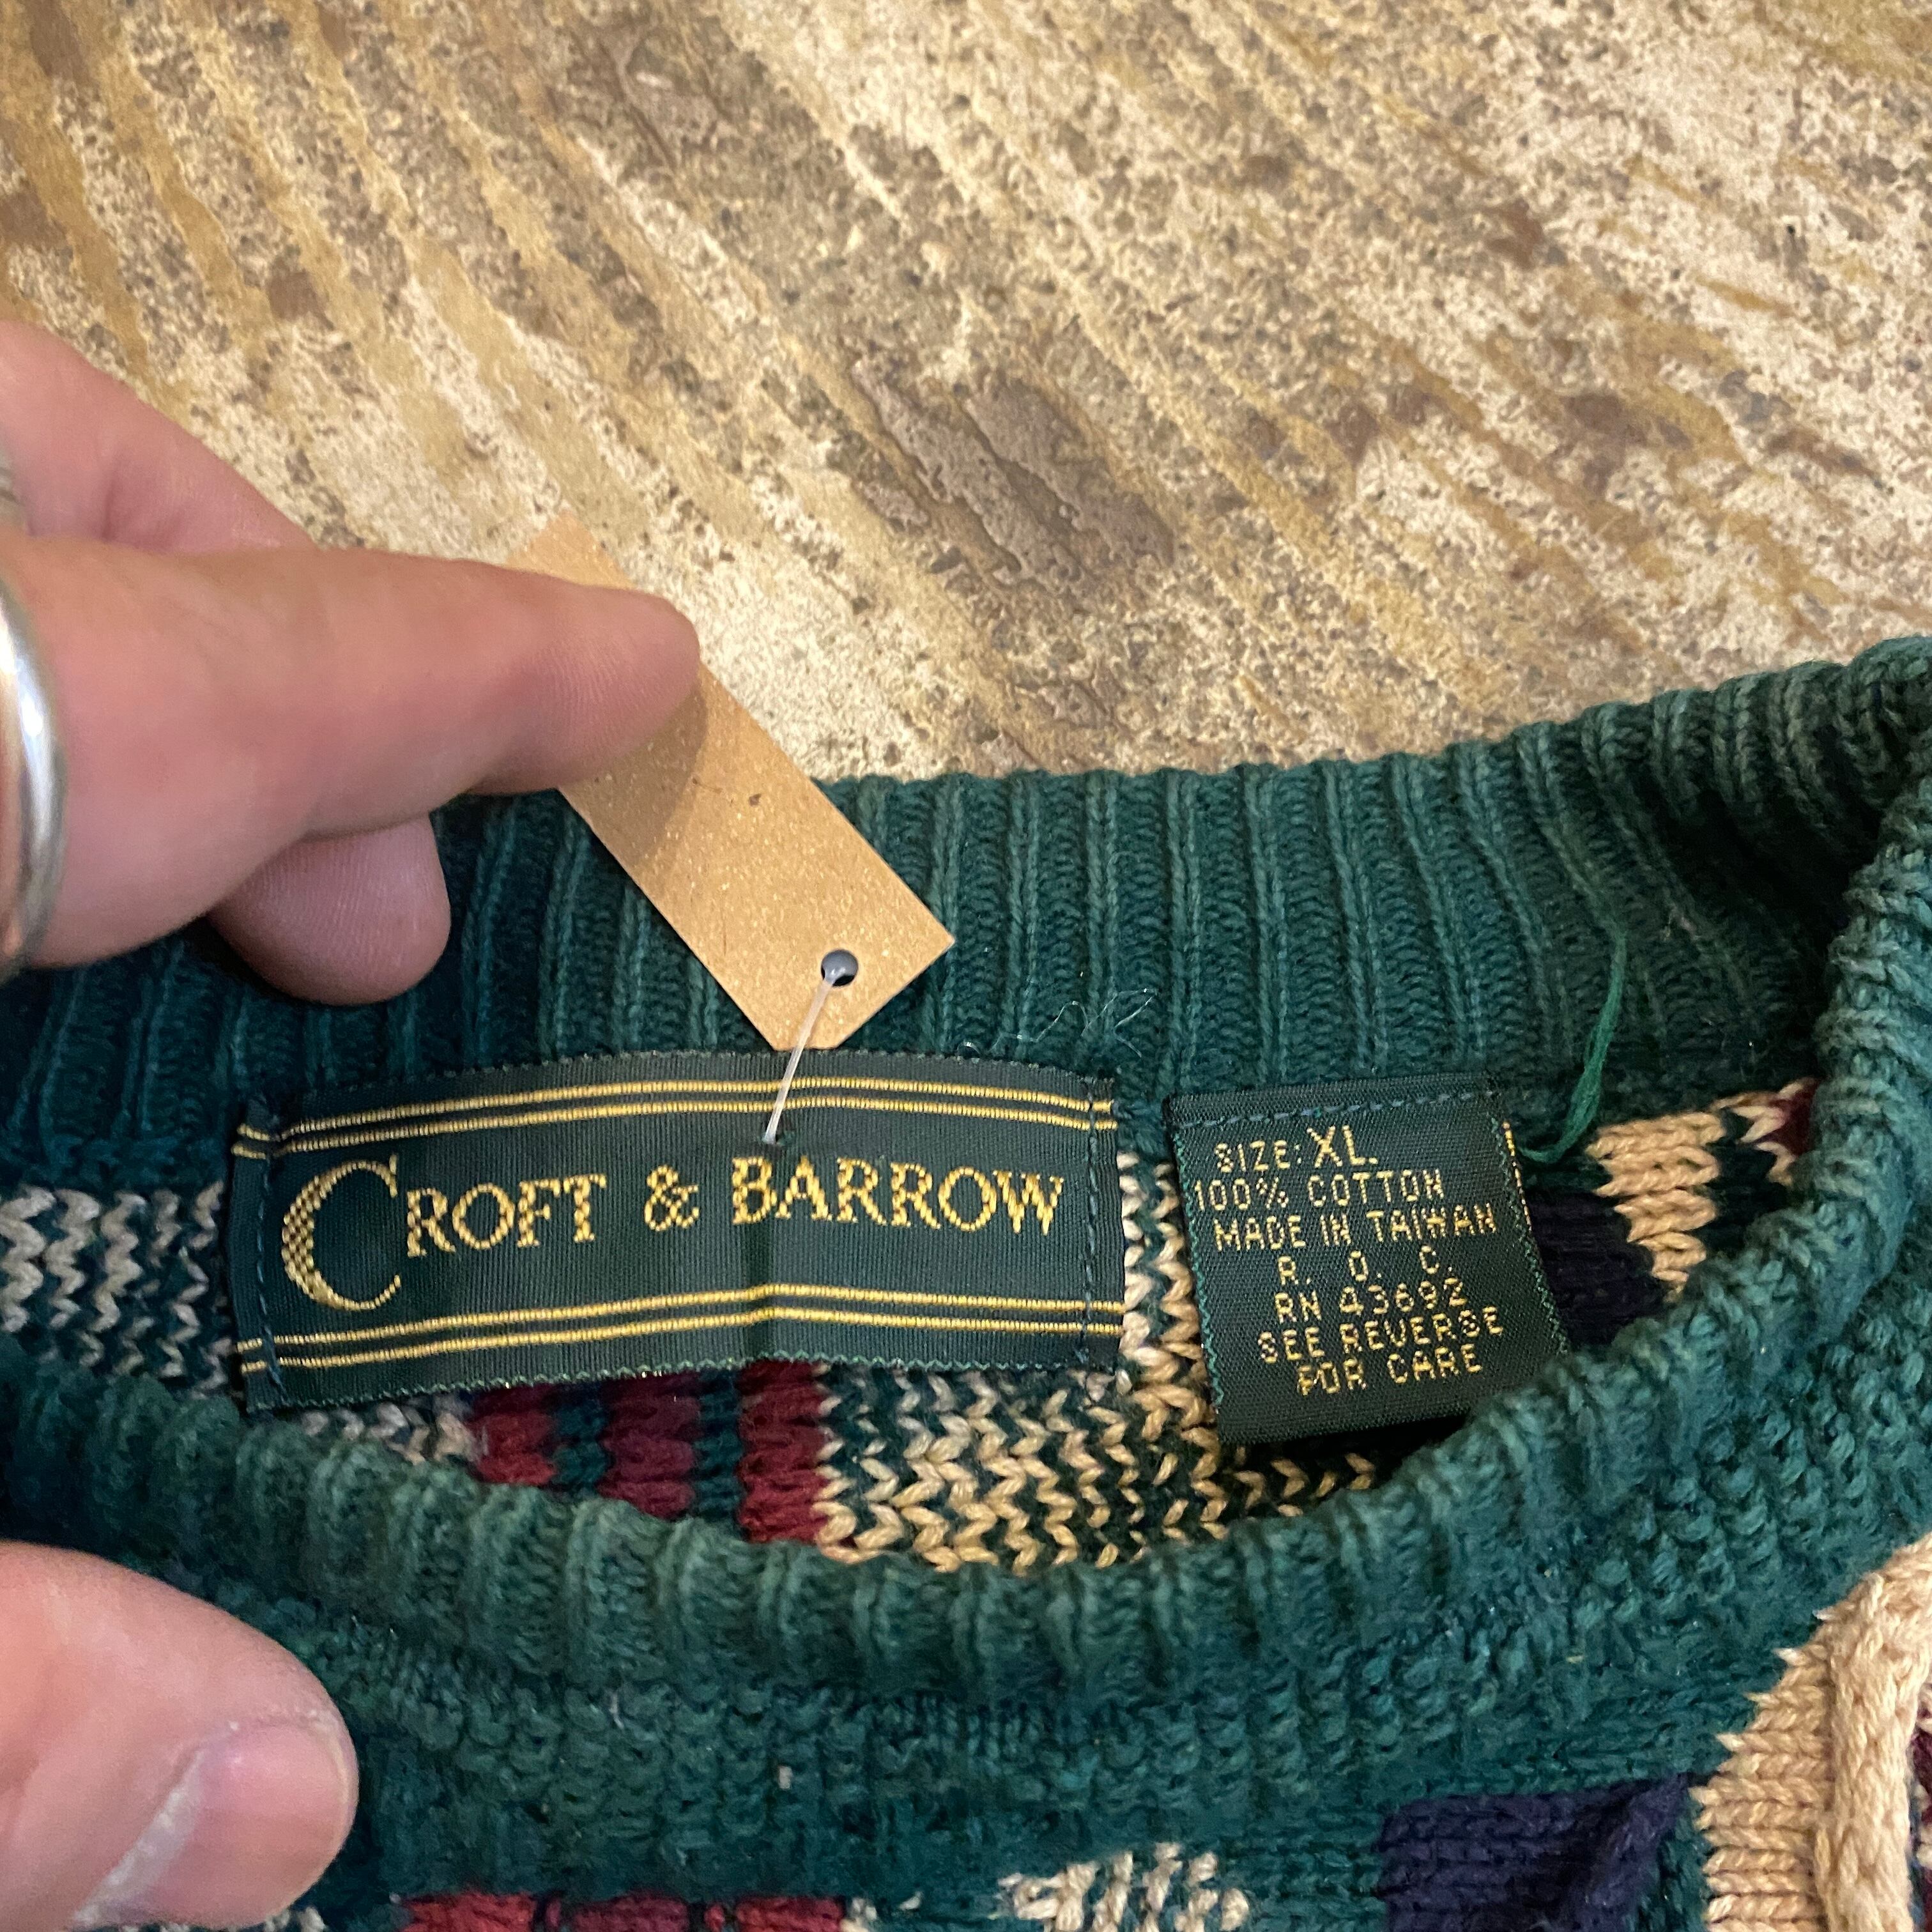 CROFT & BARROW
SIZE: XL.
100% COTTON
MADE IN TAIWAN
R. O. C.
RN 43692
SEE REVERSE
FOR CARE